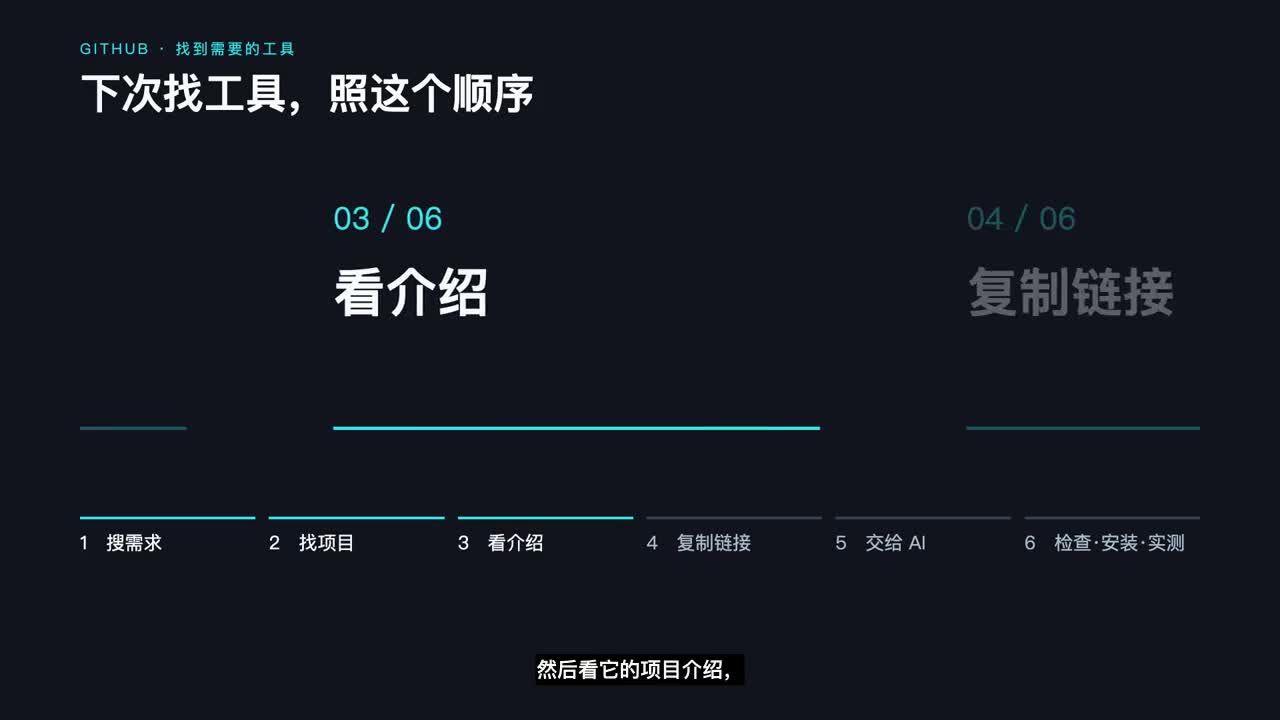 GITHUB · 找到需要的工具
下次找工具，照这个顺序
03 / 06
看介绍
04 / 06
复制链接
1 搜需求
2 找项目
3 看介绍
4 复制链接
5 交给 AI
6 检查·安装·实测
然后看它的项目介绍，